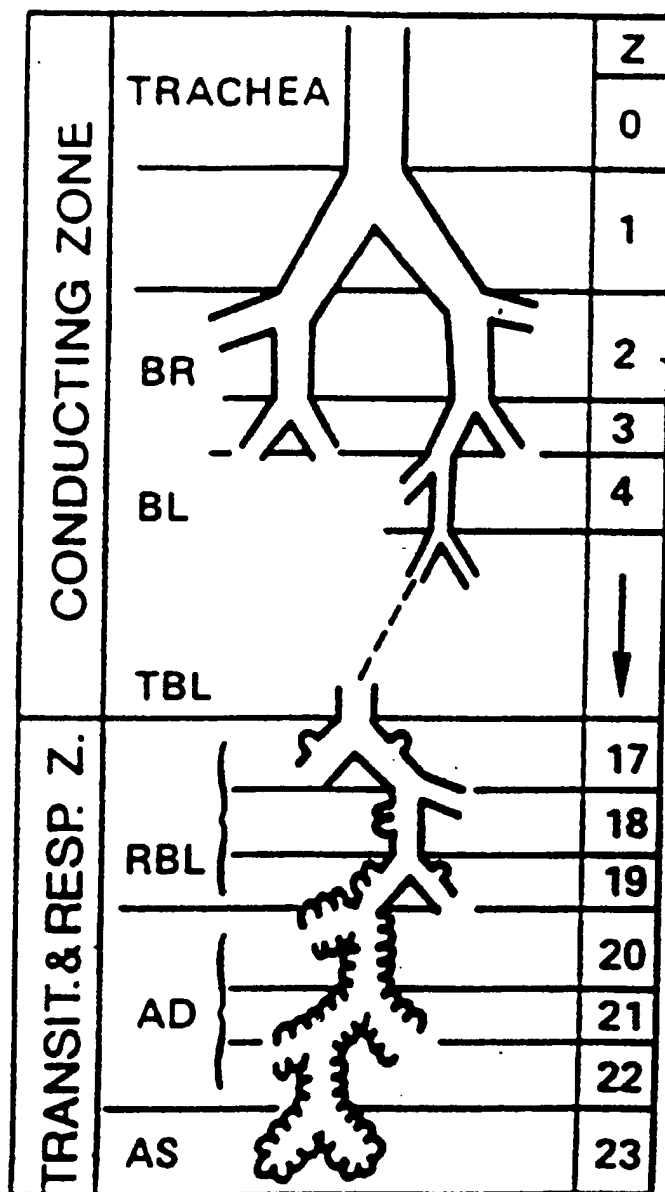 CONDUCTING ZONE
TRANSIT.& RESP. Z.
Z
TRACHEA
0
1
BR
2
3
BL
4
TBL
17
18
RBL
19
20
AD
21
22
AS
23